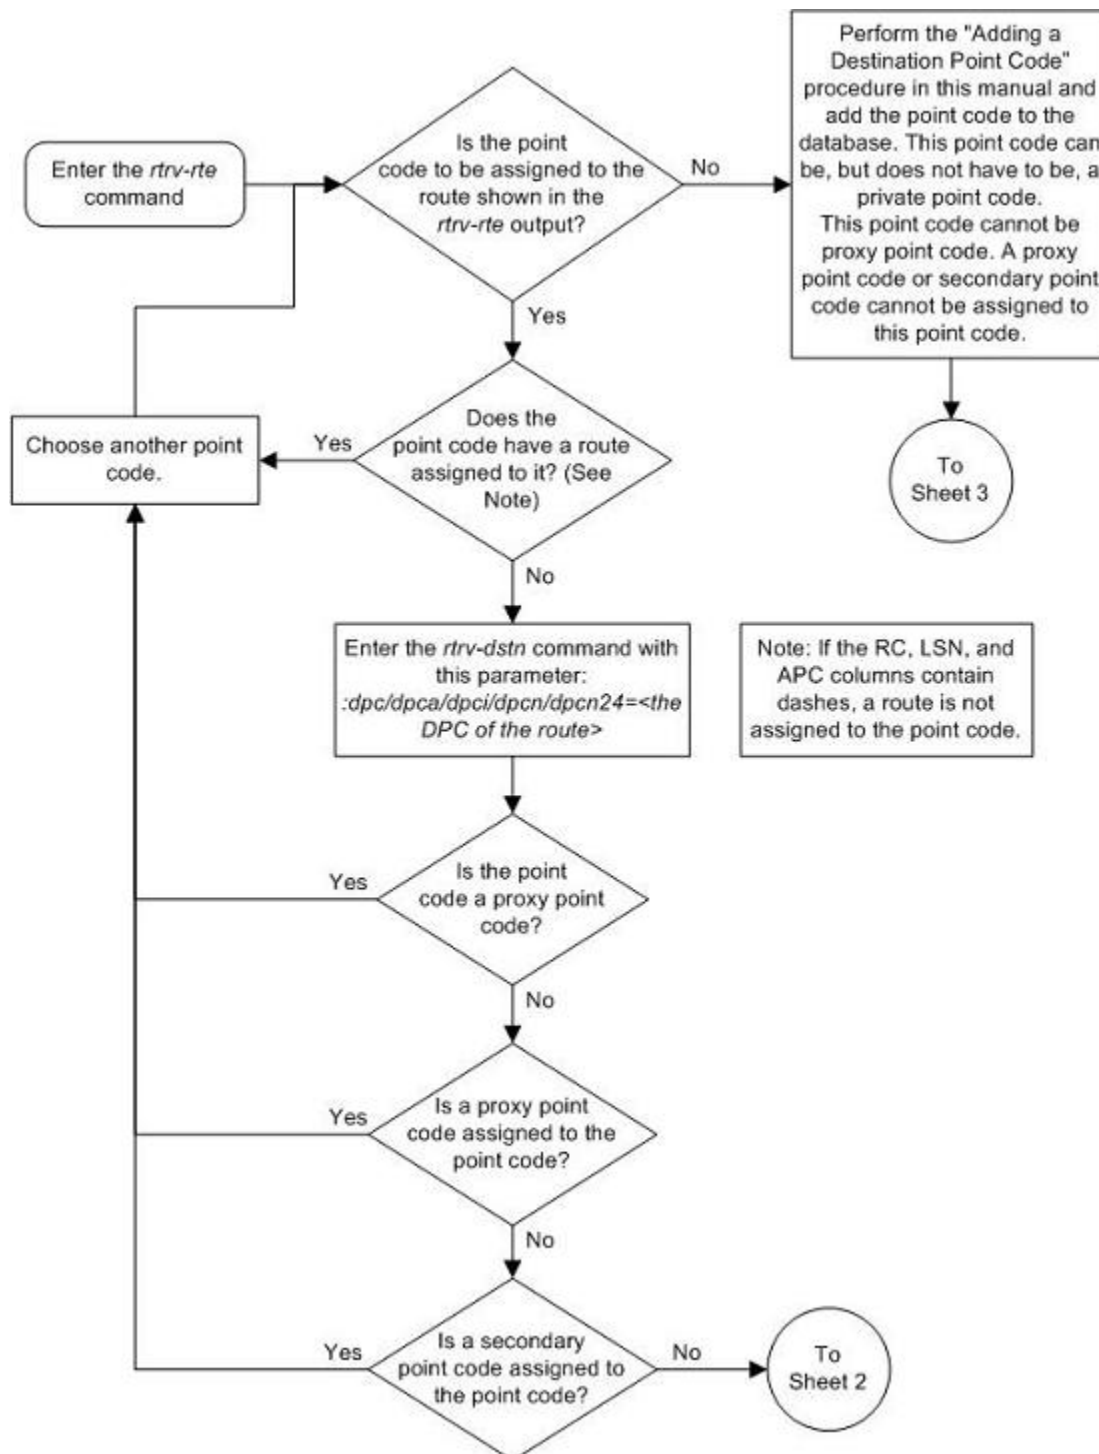 Enter the rtrv-rte
command
Is the point
code to be assigned to the
route shown in the
rtrv-rte output?
No
Perform the "Adding a
Destination Point Code"
procedure in this manual and
add the point code to the
database. This point code can
be, but does not have to be, a
private point code.
This point code cannot be
proxy point code. A proxy
point code or secondary point
code cannot be assigned to
this point code.
Yes
Choose another point
code.
Yes
Does the
point code have a route
assigned to it? (See
Note)
To
Sheet 3
No
Enter the rtrv-dstn command with
this parameter:
:dpc/dpca/dpci/dpcn/dpcn24=<the
DPC of the route>
Note: If the RC, LSN, and
APC columns contain
dashes, a route is not
assigned to the point code.
Yes
Is the point
code a proxy point
code?
No
Yes
Is a proxy point
code assigned to the
point code?
No
Yes
Is a secondary
point code assigned to
the point code?
No
To
Sheet 2